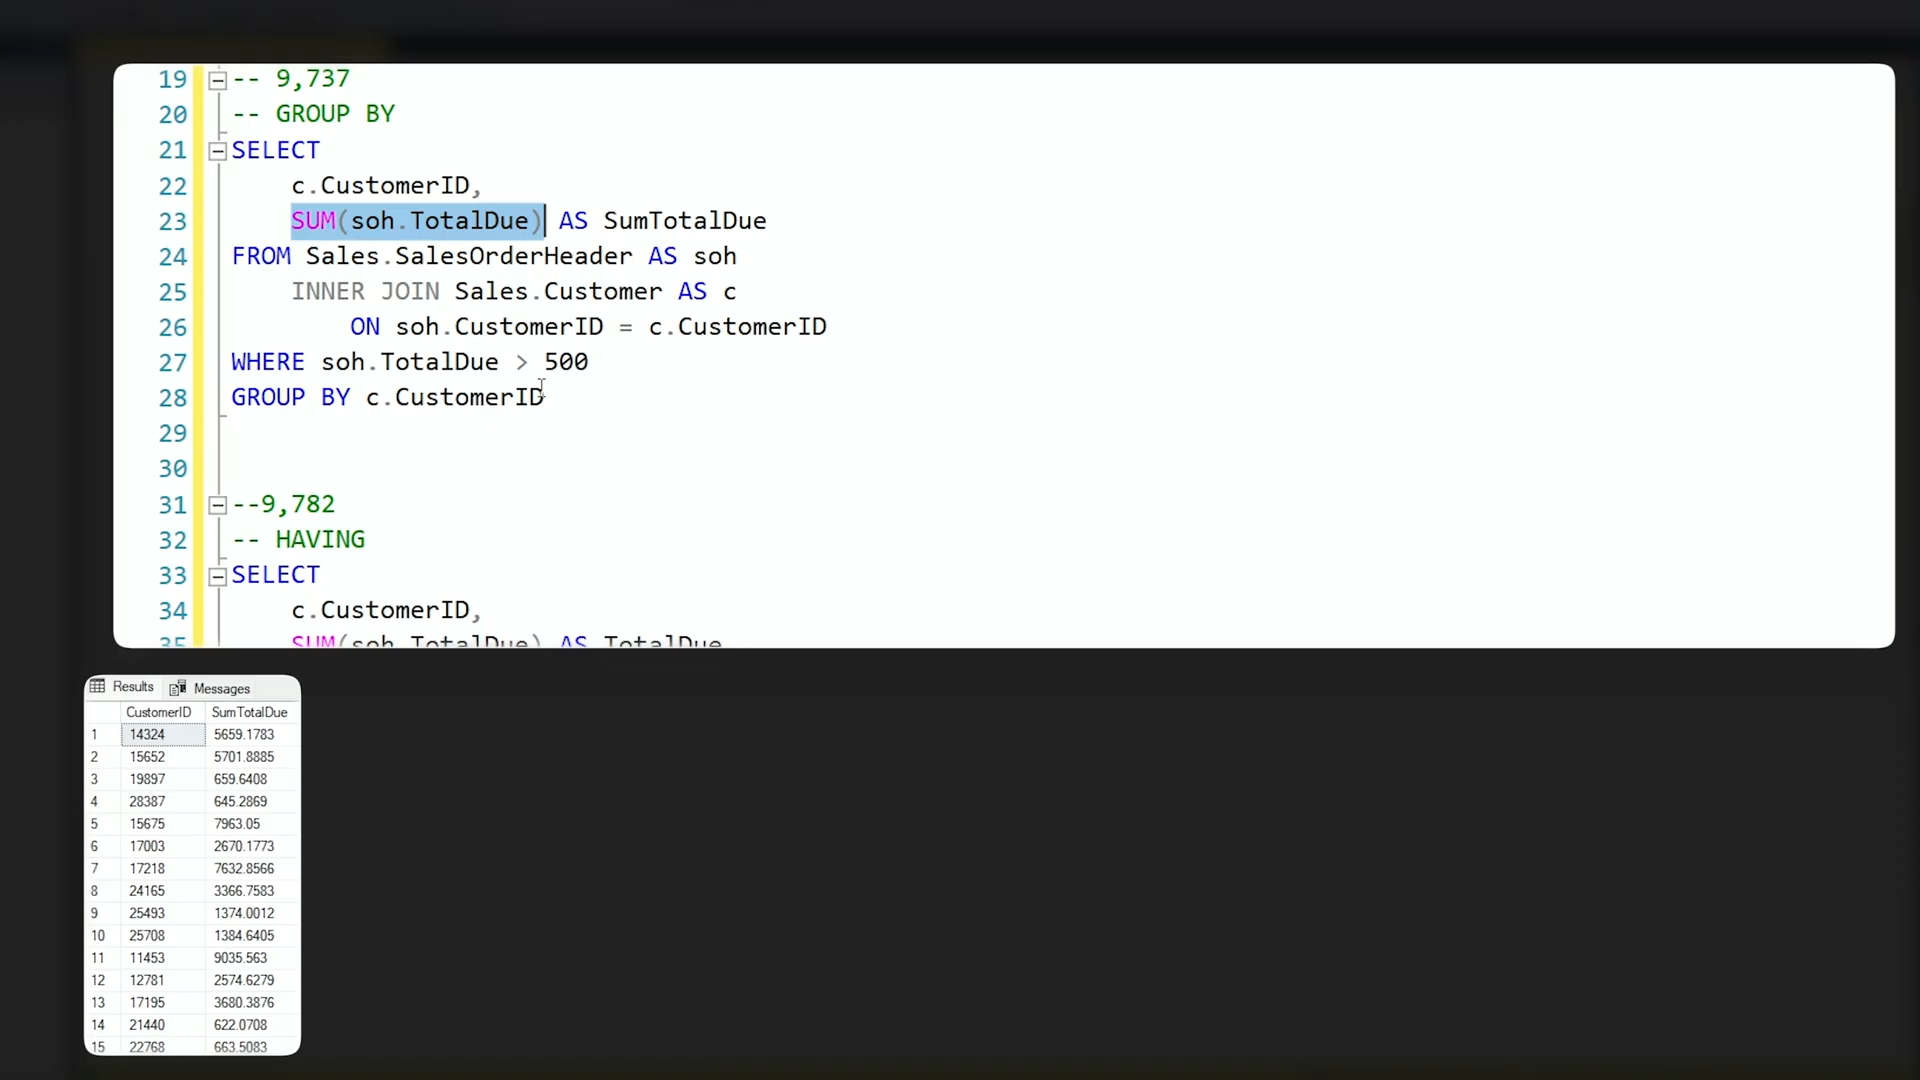 19 -- 9,737
20 -- GROUP BY
21 SELECT
22 c.CustomerID,
23 SUM(soh.TotalDue) AS SumTotalDue
24 FROM Sales.SalesOrderHeader AS soh
25 INNER JOIN Sales.Customer AS c
26 ON soh.CustomerID = c.CustomerID
27 WHERE soh.TotalDue > 500
28 GROUP BY c.CustomerID
29
30
31 --9,782
32 -- HAVING
33 SELECT
34 c.CustomerID,
35 SUM(soh.TotalDue) AS TotalDue
Results Messages
CustomerID SumTotalDue
1 14324 5659.1783
2 15652 5701.8885
3 19897 659.6408
4 28387 645.2869
5 15675 7963.05
6 17003 2670.1773
7 17218 7632.8566
8 24165 3366.7583
9 25493 1374.0012
10 25708 1384.6405
11 11453 9035.563
12 12781 2574.6279
13 17195 3680.3876
14 21440 622.0708
15 22768 663.5083